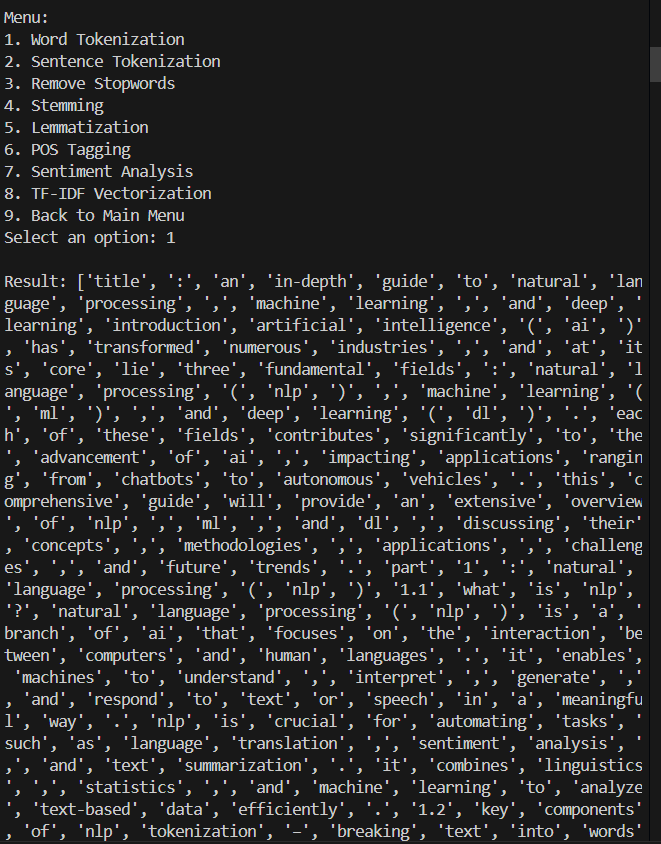 Menu:
1. Word Tokenization
2. Sentence Tokenization
3. Remove Stopwords
4. Stemming
5. Lemmatization
6. POS Tagging
7. Sentiment Analysis
8. TF-IDF Vectorization
9. Back to Main Menu
Select an option: 1

Result: ['title', ':', 'an', 'in-depth', 'guide', 'to', 'natural', 'lan
guage', 'processing', ',', 'machine', 'learning', ',', 'and', 'deep', '
learning', 'introduction', 'artificial', 'intelligence', '(', 'ai', ')'
, 'has', 'transformed', 'numerous', 'industries', ',', 'and', 'at', 'it
s', 'core', 'lie', 'three', 'fundamental', 'fields', ':', 'natural', 'l
anguage', 'processing', '(', 'nlp', ')', ',', 'machine', 'learning', '(
', 'ml', ')', ',', 'and', 'deep', 'learning', '(', 'dl', ')', '.', 'eac
h', 'of', 'these', 'fields', 'contributes', 'significantly', 'to', 'the
', 'advancement', 'of', 'ai', ',', 'impacting', 'applications', 'rangin
g', 'from', 'chatbots', 'to', 'autonomous', 'vehicles', '.', 'this', 'c
omprehensive', 'guide', 'will', 'provide', 'an', 'extensive', 'overview
', 'of', 'nlp', ',', 'ml', ',', 'and', 'dl', ',', 'discussing', 'their'
, 'concepts', ',', 'methodologies', ',', 'applications', ',', 'challeng
es', ',', 'and', 'future', 'trends', '.', 'part', '1', ':', 'natural',
'language', 'processing', '(', 'nlp', ')', '1.1', 'what', 'is', 'nlp',
'?', 'natural', 'language', 'processing', '(', 'nlp', ')', 'is', 'a', '
branch', 'of', 'ai', 'that', 'focuses', 'on', 'the', 'interaction', 'be
tween', 'computers', 'and', 'human', 'languages', '.', 'it', 'enables',
'machines', 'to', 'understand', ',', 'interpret', ',', 'generate', ','
, 'and', 'respond', 'to', 'text', 'or', 'speech', 'in', 'a', 'meaningfu
l', 'way', '.', 'nlp', 'is', 'crucial', 'for', 'automating', 'tasks', '
such', 'as', 'language', 'translation', ',', 'sentiment', 'analysis', '
,', 'and', 'text', 'summarization', '.', 'it', 'combines', 'linguistics
', ',', 'statistics', ',', 'and', 'machine', 'learning', 'to', 'analyze
', 'text-based', 'data', 'efficiently', '.', '1.2', 'key', 'components'
, 'of', 'nlp', 'tokenization', '–', 'breaking', 'text', 'into', 'words'